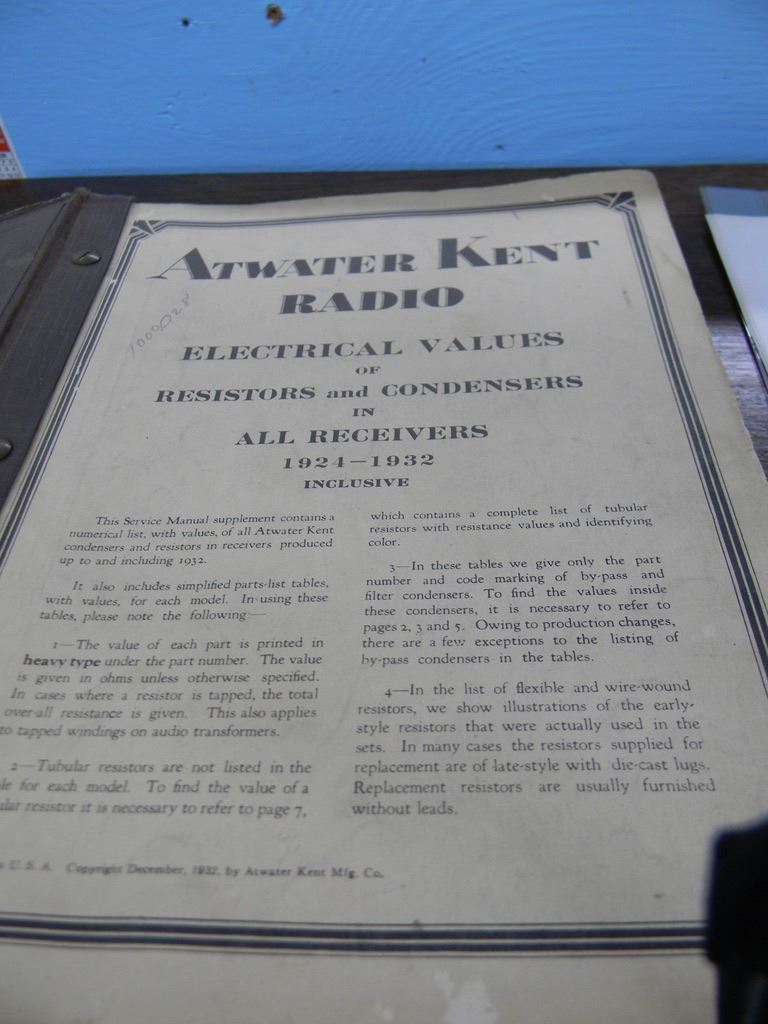 ATWATER KENT
RADIO
1000028
ELECTRICAL VALUES
OF
RESISTORS and CONDENSERS
IN
ALL RECEIVERS
1924—1932
INCLUSIVE
This Service Manual supplement contains a
numerical list, with values, of all Atwater Kent
condensers and resistors in receivers produced
up to and including 1932.
It also includes simplified parts-list tables,
with values, for each model. In using these
tables, please note the following:—
1—The value of each part is printed in
heavy type under the part number. The value
is given in ohms unless otherwise specified.
In cases where a resistor is tapped, the total
over-all resistance is given. This also applies
to tapped windings on audio transformers.
2—Tubular resistors are not listed in the
for each model. To find the value of a
resistor it is necessary to refer to page 7,
which contains a complete list of tubular
resistors with resistance values and identifying
color.
3—In these tables we give only the part
number and code marking of by-pass and
filter condensers. To find the values inside
these condensers, it is necessary to refer to
pages 2, 3 and 5. Owing to production changes,
there are a few exceptions to the listing of
by-pass condensers in the tables.
4—In the list of flexible and wire-wound
resistors, we show illustrations of the early-
style resistors that were actually used in the
sets. In many cases the resistors supplied for
replacement are of late-style with die-cast lugs.
Replacement resistors are usually furnished
without leads.
U. S. A. Copyright December, 1932, by Atwater Kent Mfg. Co.